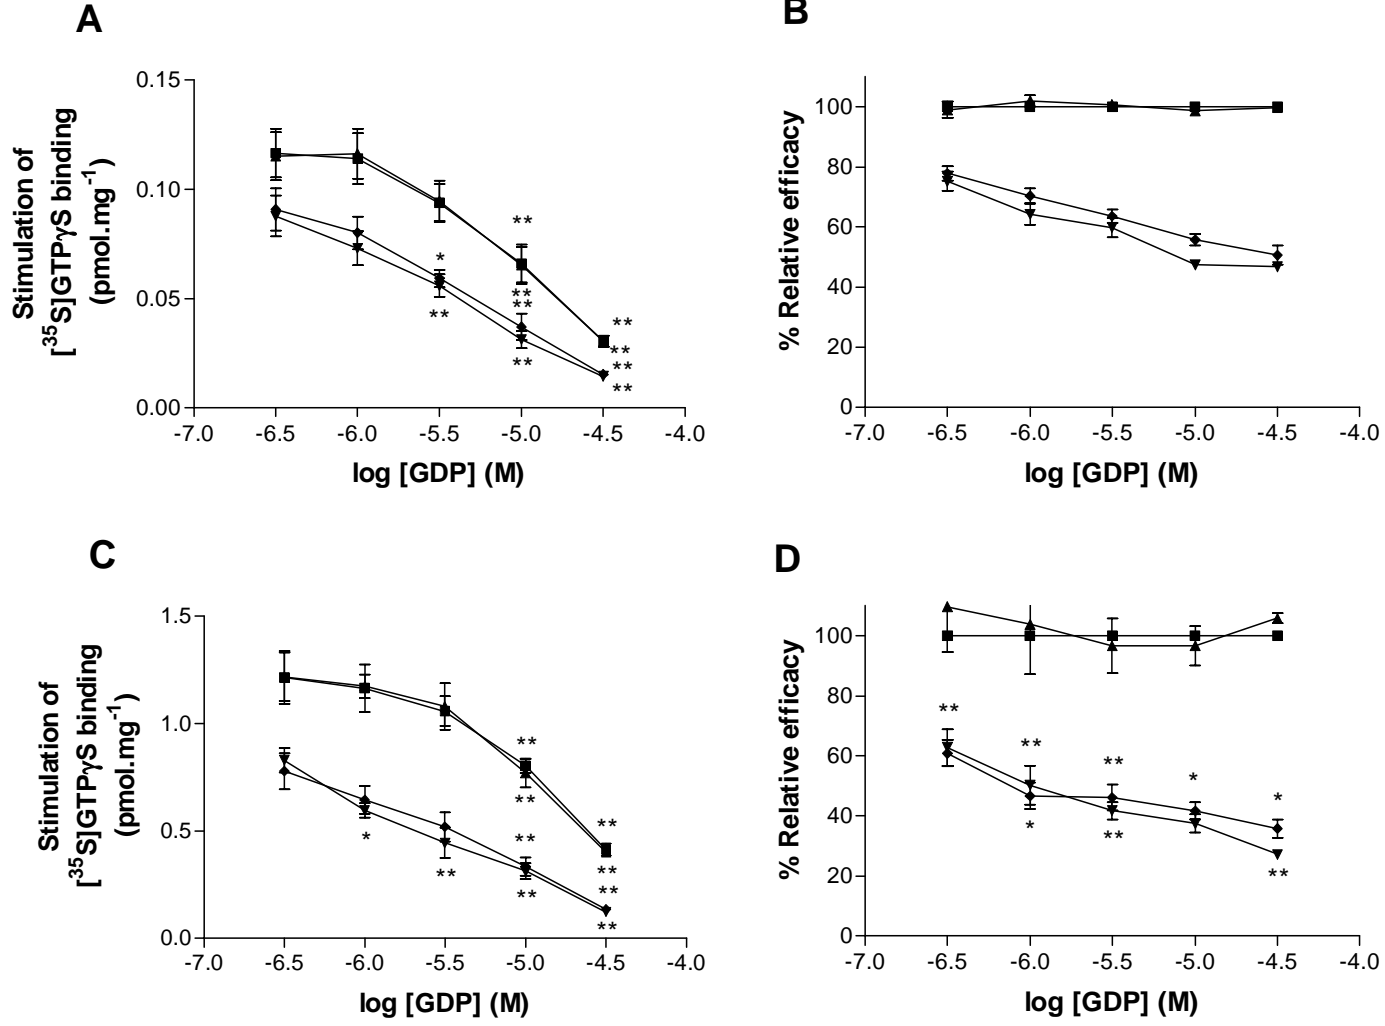 A
Stimulation of
[³⁵S]GTPγS binding
(pmol.mg⁻¹)
0.15
0.10
0.05
0.00
**
*
**
**
**
**
**
**
**
**
-7.0 -6.5 -6.0 -5.5 -5.0 -4.5 -4.0
log [GDP] (M)
B
% Relative efficacy
100
80
60
40
20
0
-7.0 -6.5 -6.0 -5.5 -5.0 -4.5 -4.0
log [GDP] (M)
C
Stimulation of
[³⁵S]GTPγS binding
(pmol.mg⁻¹)
1.5
1.0
0.5
0.0
**
**
**
*
**
**
**
**
**
**
-7.0 -6.5 -6.0 -5.5 -5.0 -4.5 -4.0
log [GDP] (M)
D
% Relative efficacy
100
80
60
40
20
0
**
**
**
*
*
*
**
**
-7.0 -6.5 -6.0 -5.5 -5.0 -4.5 -4.0
log [GDP] (M)